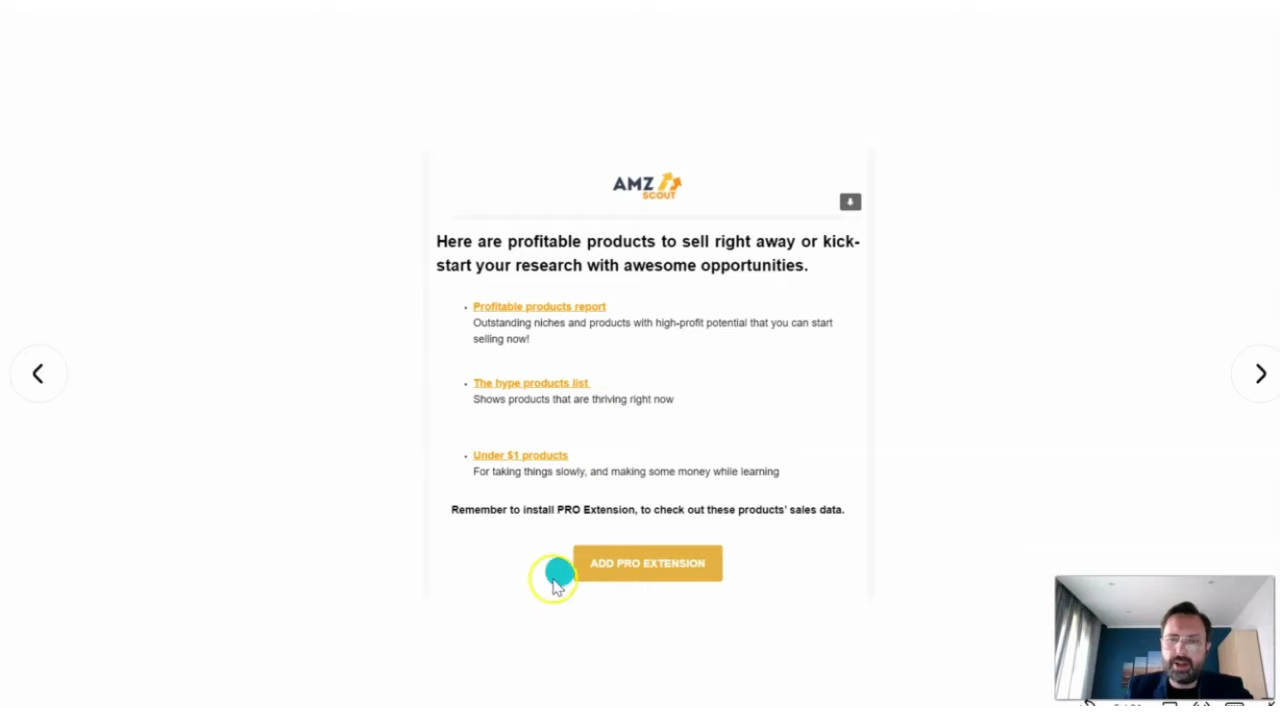 AMZ
SCOUT
Here are profitable products to sell right away or kick-
start your research with awesome opportunities.
• Profitable products report
Outstanding niches and products with high-profit potential that you can start
selling now!
• The hype products list
Shows products that are thriving right now
• Under $1 products
For taking things slowly, and making some money while learning
Remember to install PRO Extension, to check out these products' sales data.
ADD PRO EXTENSION